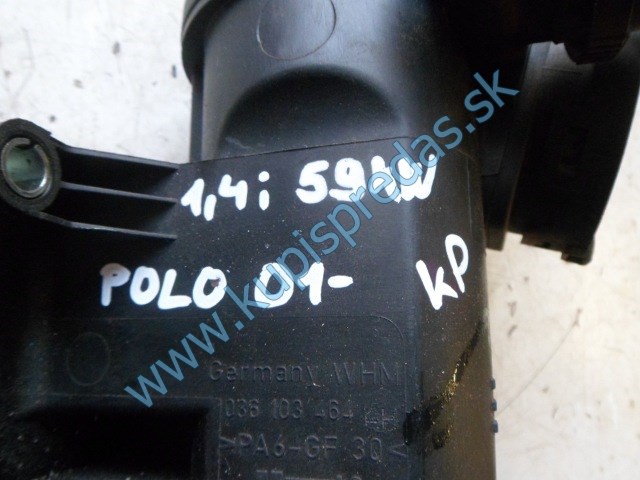 1,4i 59KW
POLO 01- KP
www.kupispredas.sk
Germany WHM
036 103 464
>PA6-GF 30<